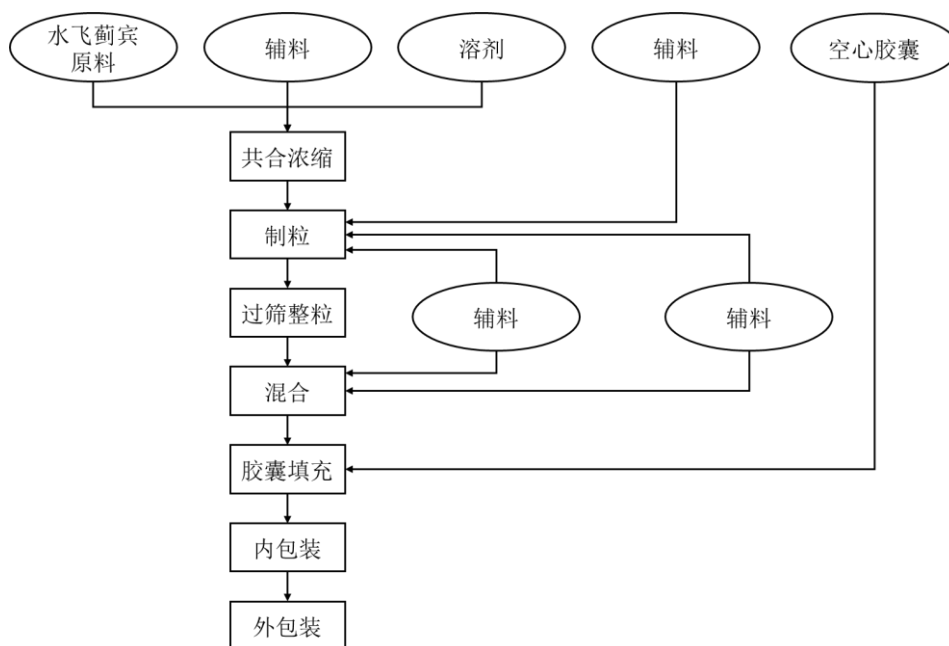 水飞蓟宾
原料
辅料
溶剂
辅料
空心胶囊
共合浓缩
制粒
过筛整粒
辅料
辅料
混合
胶囊填充
内包装
外包装